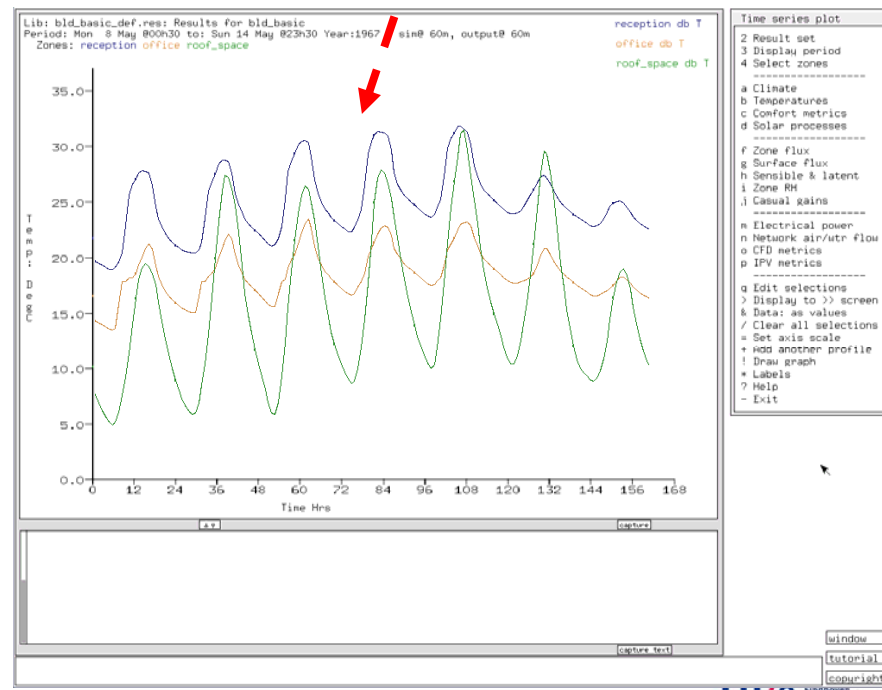 Lib: bld_basic_def.res: Results for bld_basic
Period: Mon 8 May @00h30 to: Sun 14 May @23h30 Year:1967 sim@ 60m, output@ 60m
Zones: reception office roof_space
reception db T
office db T
roof_space db T
35.0
30.0
25.0
20.0
15.0
10.0
5.0
0.0
Temp: DegC
0 12 24 36 48 60 72 84 96 108 120 132 144 156 168
Time Hrs
capture
capture text
Time series plot
2 Result set
3 Display period
4 Select zones
------------------
a Climate
b Temperatures
c Comfort metrics
d Solar processes
------------------
f Zone flux
g Surface flux
h Sensible & latent
i Zone RH
j Casual gains
------------------
m Electrical power
n Network air/wtr flow
o CFD metrics
p IPV metrics
------------------
q Edit selections
> Display to >> screen
& Data: as values
/ Clear all selections
= Set axis scale
+ Add another profile
! Draw graph
* Labels
? Help
- Exit
window
tutorial
copyright